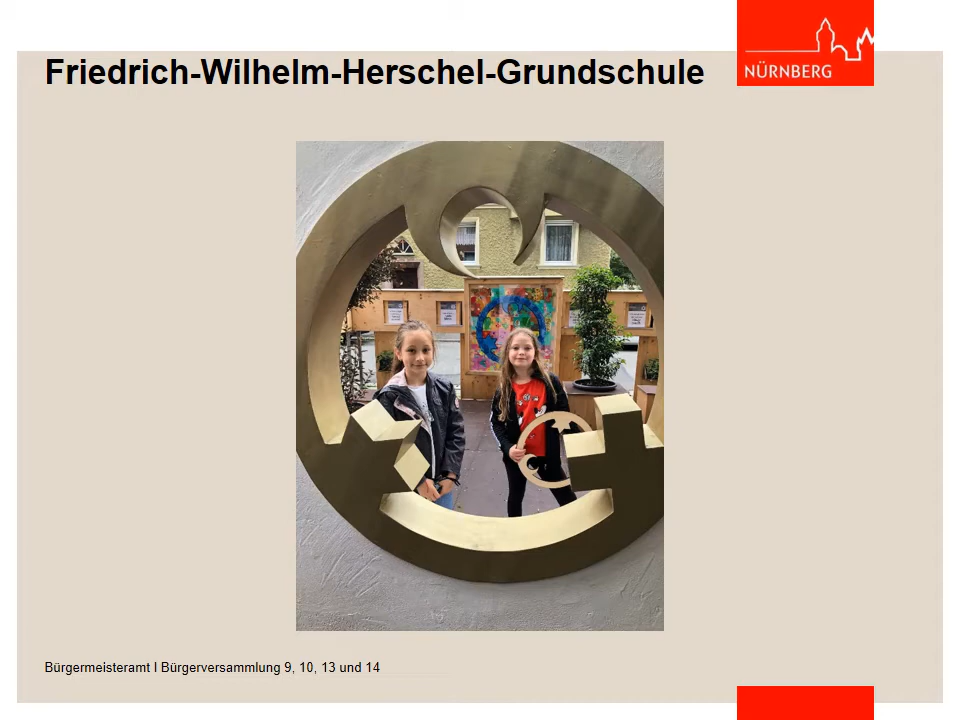 Friedrich-Wilhelm-Herschel-Grundschule
NÜRNBERG
Bürgermeisteramt I Bürgerversammlung 9, 10, 13 und 14